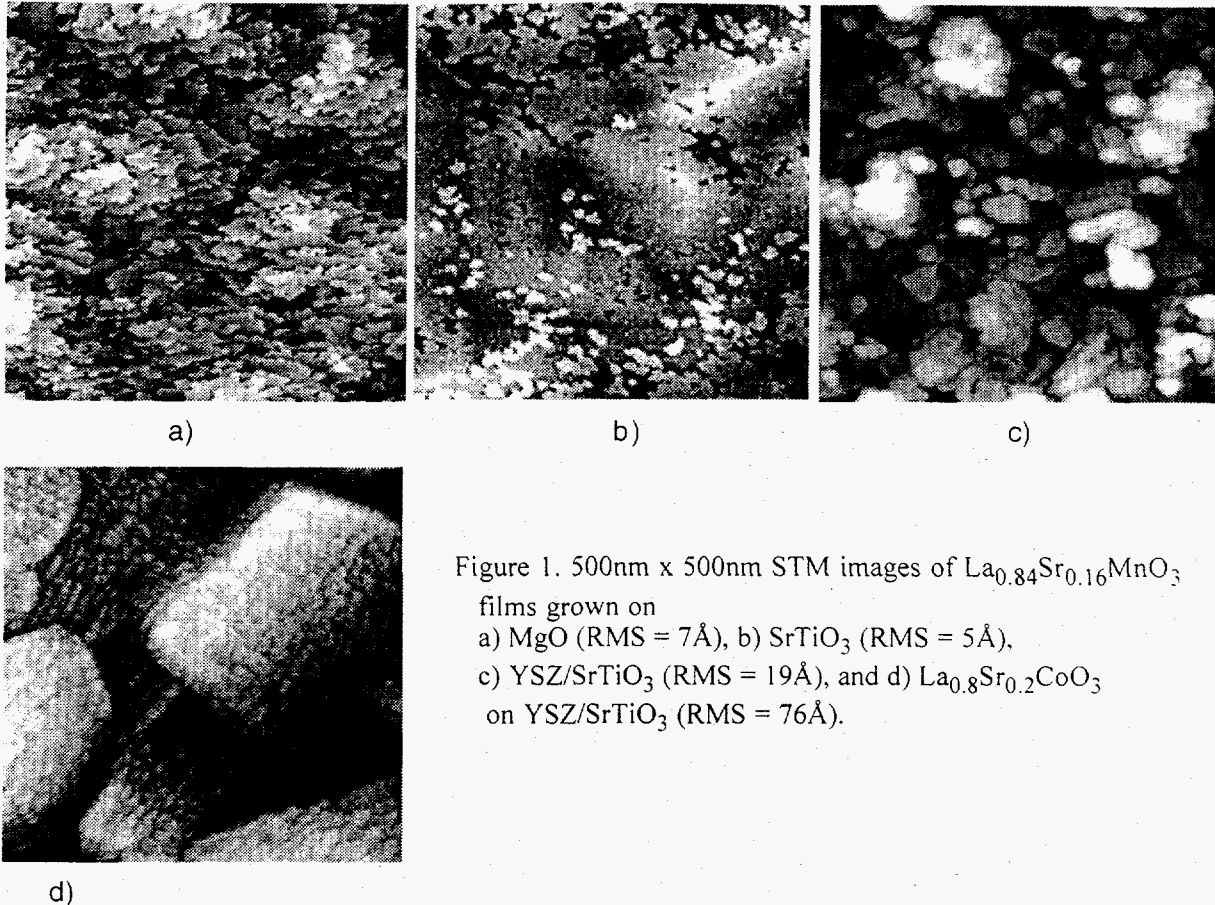 a)
b)
c)
d)
Figure 1. 500nm x 500nm STM images of La₀.₈₄Sr₀.₁₆MnO₃
films grown on
a) MgO (RMS = 7Å), b) SrTiO₃ (RMS = 5Å),
c) YSZ/SrTiO₃ (RMS = 19Å), and d) La₀.₈Sr₀.₂CoO₃
on YSZ/SrTiO₃ (RMS = 76Å).